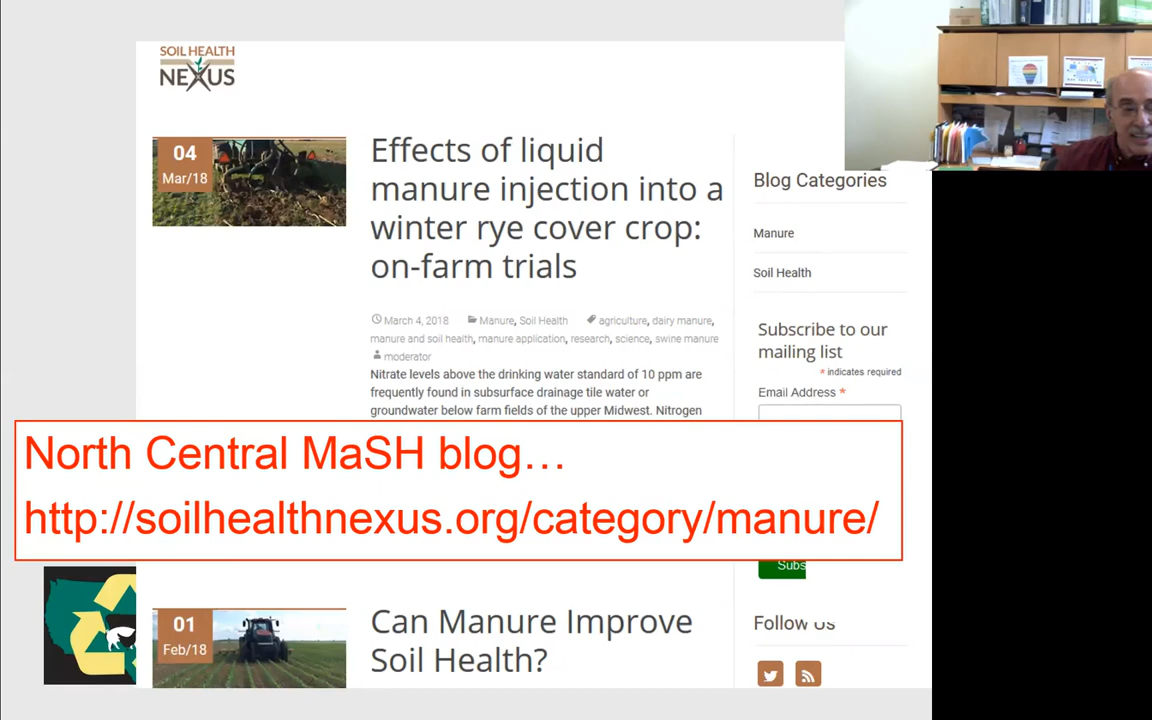 SOIL HEALTH
NEXUS
04
Mar/18
Effects of liquid
manure injection into a
winter rye cover crop:
on-farm trials
March 4, 2018 Manure, Soil Health agriculture, dairy manure,
manure and soil health, manure application, research, science, swine manure
moderator
Nitrate levels above the drinking water standard of 10 ppm are
frequently found in subsurface drainage tile water or
groundwater below farm fields of the upper Midwest. Nitrogen
Blog Categories
Manure
Soil Health
Subscribe to our
mailing list
* indicates required
Email Address *
North Central MaSH blog…
http://soilhealthnexus.org/category/manure/
Subs
01
Feb/18
Can Manure Improve
Soil Health?
Follow Us